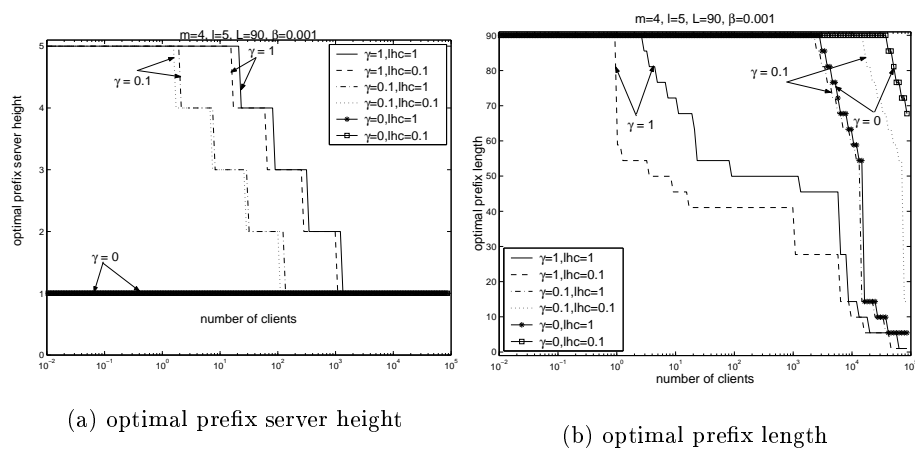 m=4, l=5, L=90, β=0.001
optimal prefix server height
5
4
3
2
1
0
γ = 1
γ = 0.1
γ = 0
γ=1,lhc=1
γ=1,lhc=0.1
γ=0.1,lhc=1
γ=0.1,lhc=0.1
γ=0,lhc=1
γ=0,lhc=0.1
number of clients
10^-2 10^-1 10^0 10^1 10^2 10^3 10^4 10^5
(a) optimal prefix server height
m=4, l=5, L=90, β=0.001
optimal prefix length
90
80
70
60
50
40
30
20
10
0
γ = 0.1
γ = 1
γ = 0
γ=1,lhc=1
γ=1,lhc=0.1
γ=0.1,lhc=1
γ=0.1,lhc=0.1
γ=0,lhc=1
γ=0,lhc=0.1
10^-2 10^-1 10^0 10^1 10^2 10^3 10^4 10^5
number of clients
(b) optimal prefix length